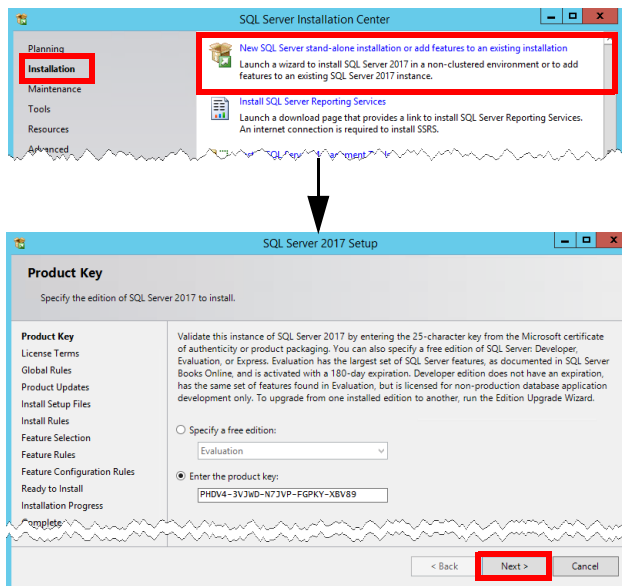 SQL Server Installation Center
Planning
Installation
Maintenance
Tools
Resources
Advanced
New SQL Server stand-alone installation or add features to an existing installation
Launch a wizard to install SQL Server 2017 in a non-clustered environment or to add
features to an existing SQL Server 2017 instance.
Install SQL Server Reporting Services
Launch a download page that provides a link to install SQL Server Reporting Services.
An internet connection is required to install SSRS.
SQL Server 2017 Setup
Product Key
Specify the edition of SQL Server 2017 to install.
Product Key
License Terms
Global Rules
Product Updates
Install Setup Files
Install Rules
Feature Selection
Feature Rules
Feature Configuration Rules
Ready to Install
Installation Progress
Complete
Validate this instance of SQL Server 2017 by entering the 25-character key from the Microsoft certificate
of authenticity or product packaging. You can also specify a free edition of SQL Server: Developer,
Evaluation, or Express. Evaluation has the largest set of SQL Server features, as documented in SQL Server
Books Online, and is activated with a 180-day expiration. Developer edition does not have an expiration,
has the same set of features found in Evaluation, but is licensed for non-production database application
development only. To upgrade from one installed edition to another, run the Edition Upgrade Wizard.
Specify a free edition:
Evaluation
Enter the product key:
PHDV4-3VJWD-N7JVP-FGPKY-XBV89
< Back
Next >
Cancel